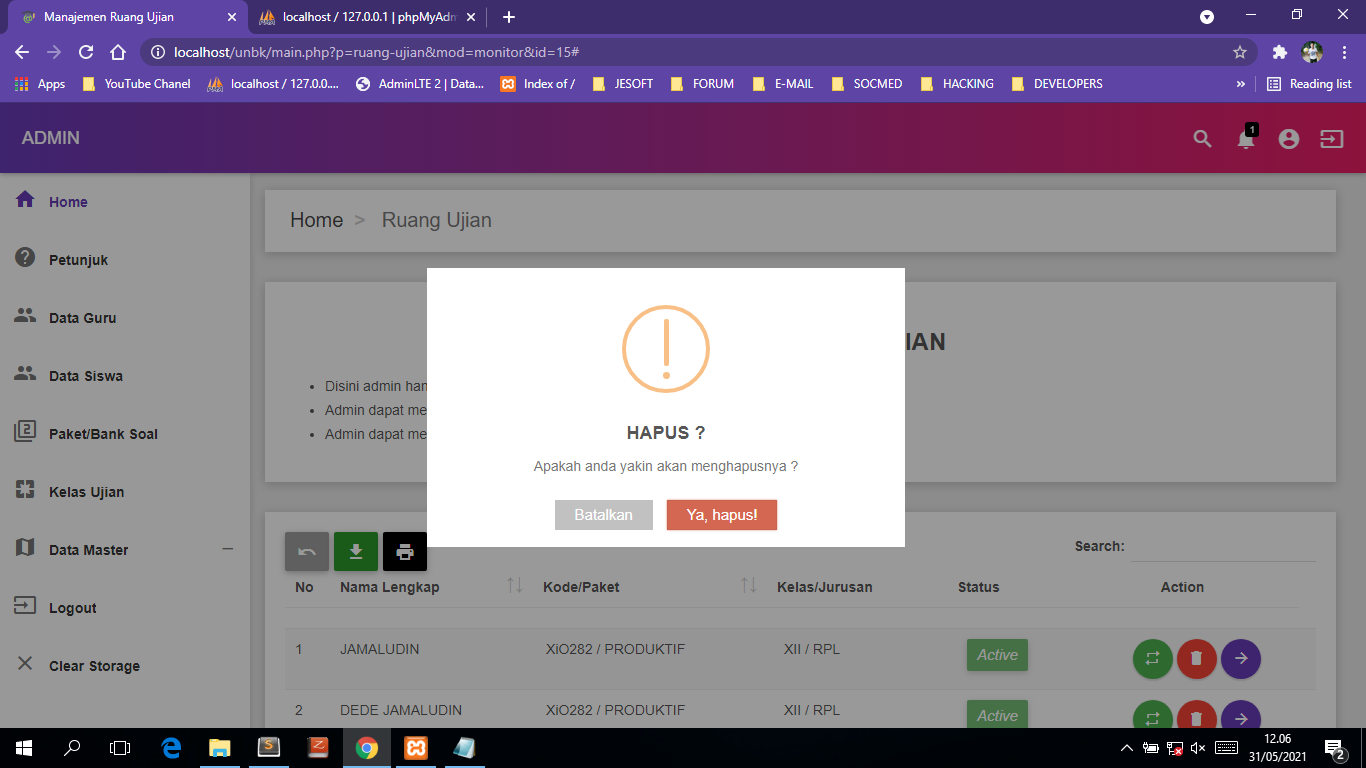 Manajemen Ruang Ujian
localhost / 127.0.0.1 | phpMyAdm
localhost/unbk/main.php?p=ruang-ujian&mod=monitor&id=15#
Apps YouTube Chanel localhost / 127.0.0.... AdminLTE 2 | Data... Index of / JESOFT FORUM E-MAIL SOCMED HACKING DEVELOPERS » Reading list
ADMIN
1
Home
Petunjuk
Data Guru
Data Siswa
Paket/Bank Soal
Kelas Ujian
Data Master
Logout
Clear Storage
Home > Ruang Ujian
IAN
Disini admin han
Admin dapat me
Admin dapat me
HAPUS ?
Apakah anda yakin akan menghapusnya ?
Batalkan Ya, hapus!
Search:
No Nama Lengkap Kode/Paket Kelas/Jurusan Status Action
1 JAMALUDIN XiO282 / PRODUKTIF XII / RPL Active
2 DEDE JAMALUDIN XiO282 / PRODUKTIF XII / RPL Active
12.06
31/05/2021
2